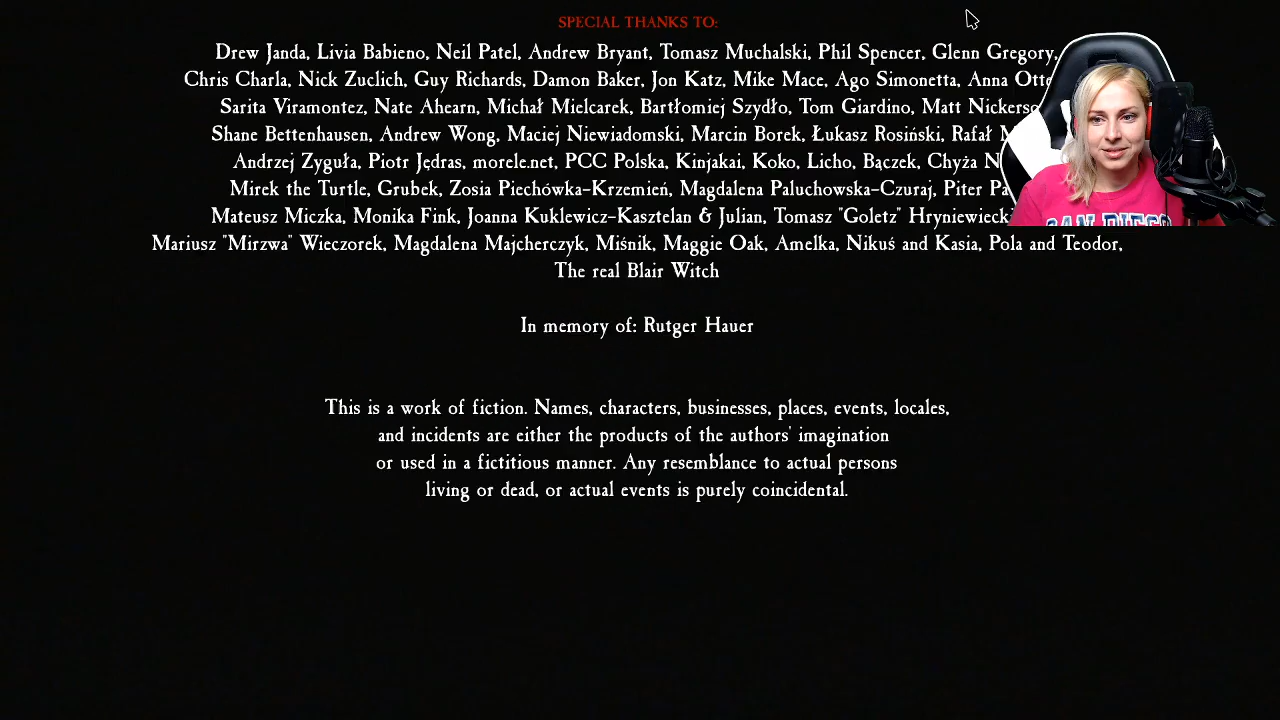 SPECIAL THANKS TO:
Drew Janda, Livia Babieno, Neil Patel, Andrew Bryant, Tomasz Muchalski, Phil Spencer, Glenn Gregory,
Chris Charla, Nick Zuclich, Guy Richards, Damon Baker, Jon Katz, Mike Mace, Ago Simonetta, Anna
Sarita Viramontez, Nate Ahearn, Michał Mielcarek, Bartłomiej Szydło, Tom Giardino, Matt
Shane Bettenhausen, Andrew Wong, Maciej Niewiadomski, Marcin Borek, Łukasz Rosiński, Rafał
Andrzej Zyguła, Piotr Jędras, morele.net, PCC Polska, Kinjakai, Koko, Licho, Bączek, Chyża
Mirek the Turtle, Grubek, Zosia Piechówka-Krzemień, Magdalena Paluchowska-Czuraj, Piter
Mateusz Miczka, Monika Fink, Joanna Kuklewicz-Kasztelan & Julian, Tomasz "Goletz"
Mariusz "Mirzwa" Wieczorek, Magdalena Majcherczyk, Miśnik, Maggie Oak, Amelka, Nikuś and Kasia, Pola and Teodor,
The real Blair Witch
In memory of: Rutger Hauer
This is a work of fiction. Names, characters, businesses, places, events, locales,
and incidents are either the products of the authors' imagination
or used in a fictitious manner. Any resemblance to actual persons
living or dead, or actual events is purely coincidental.
SAN DIEGO